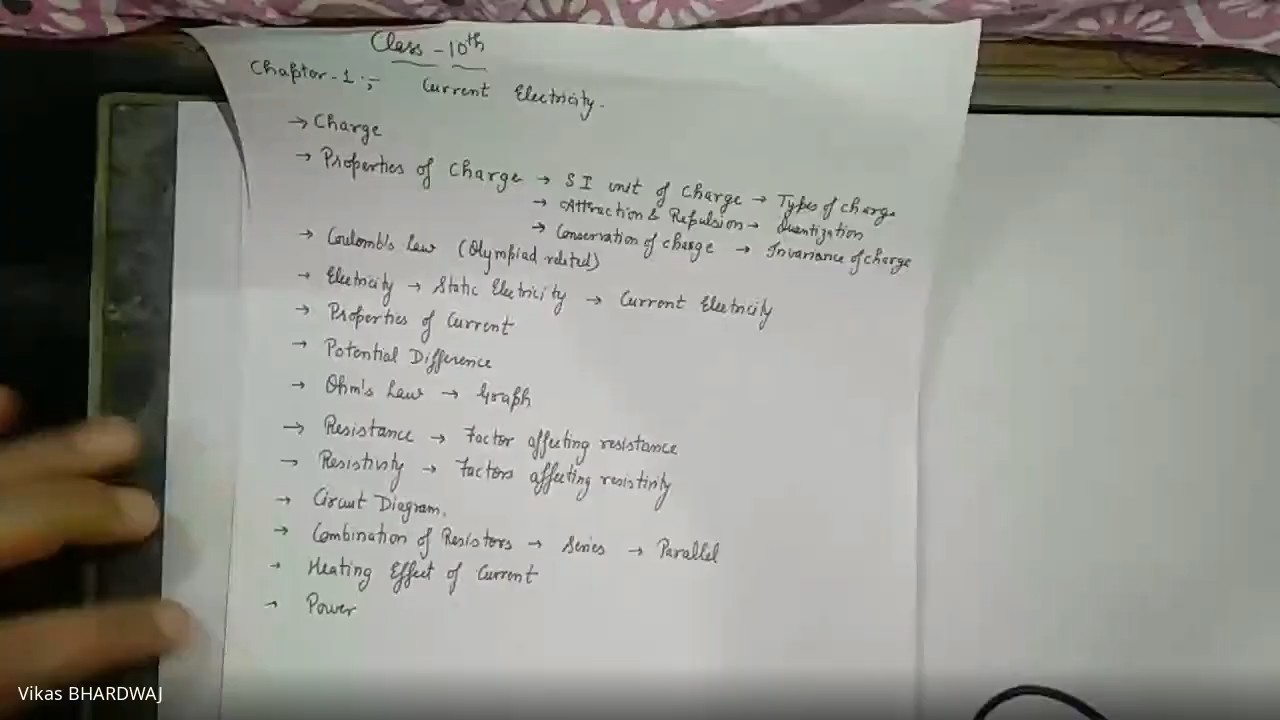 Class - 10th
Chapter-1 :- Current Electricity.
→ Charge
→ Properties of Charge → SI unit of Charge → Types of charge
→ Attraction & Repulsion → Quantization
→ Conservation of charge → Invariance of charge
→ Coulomb's Law (Olympiad related)
→ Electricity → Static Electricity → Current Electricity
→ Properties of Current
→ Potential Difference
→ Ohm's Law → Graph
→ Resistance → Factor affecting resistance
→ Resistivity → Factors affecting resistivity
→ Circuit Diagram.
→ Combination of Resistors → Series → Parallel
→ Heating Effect of Current
→ Power
Vikas BHARDWAJ